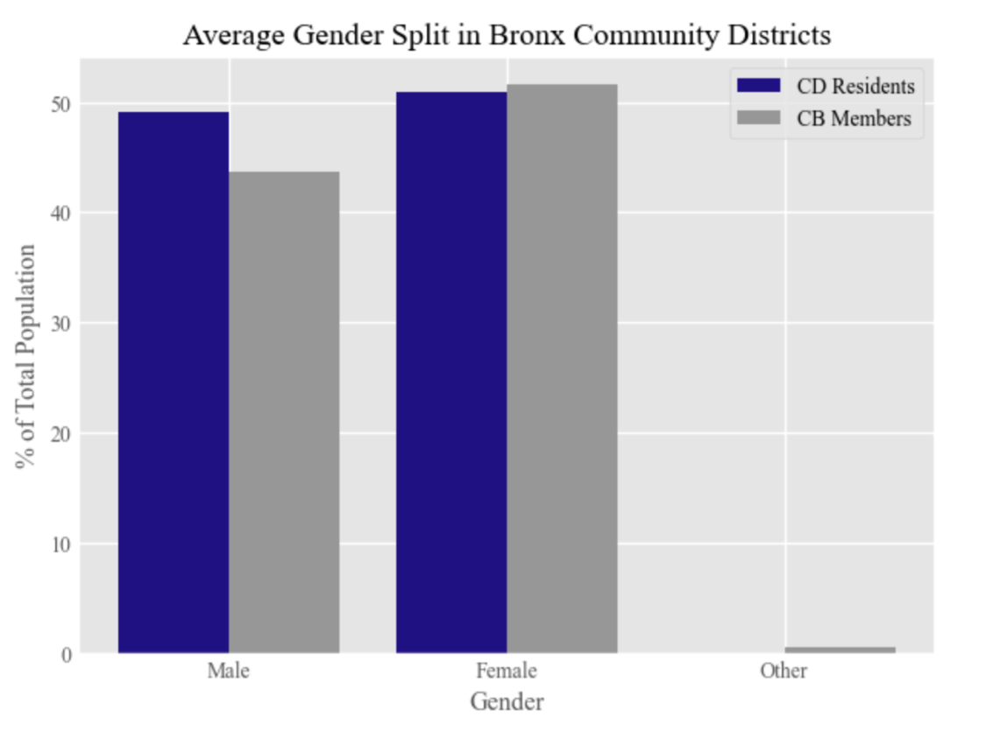 Average Gender Split in Bronx Community Districts
CD Residents
CB Members
% of Total Population
50
40
30
20
10
0
Male
Female
Other
Gender